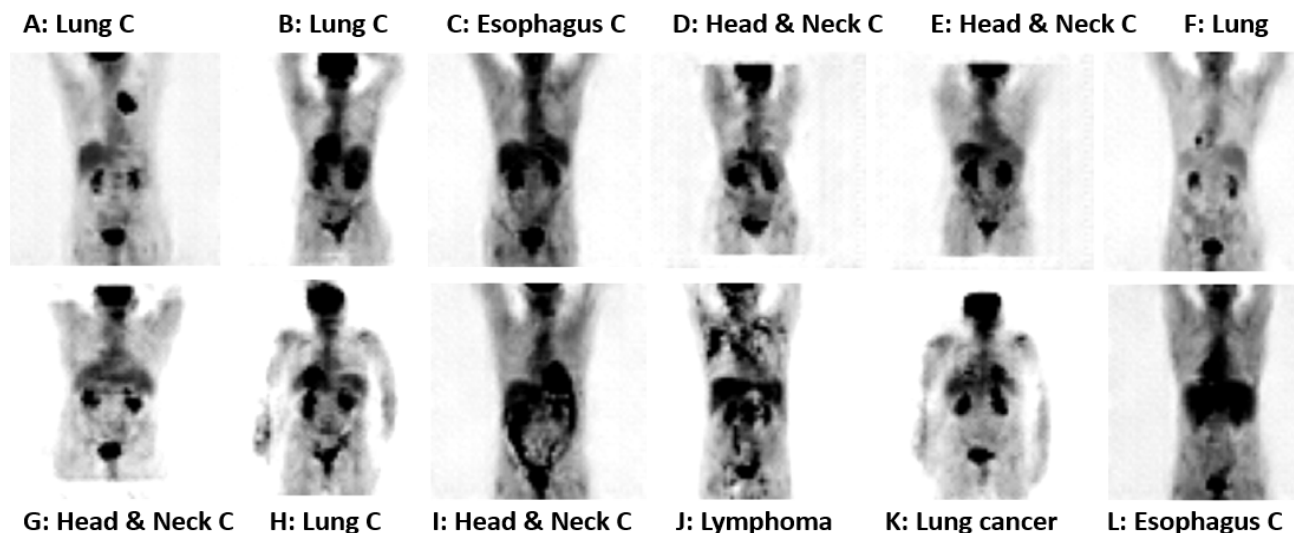 A: Lung C
B: Lung C
C: Esophagus C
D: Head & Neck C
E: Head & Neck C
F: Lung
G: Head & Neck C
H: Lung C
I: Head & Neck C
J: Lymphoma
K: Lung cancer
L: Esophagus C